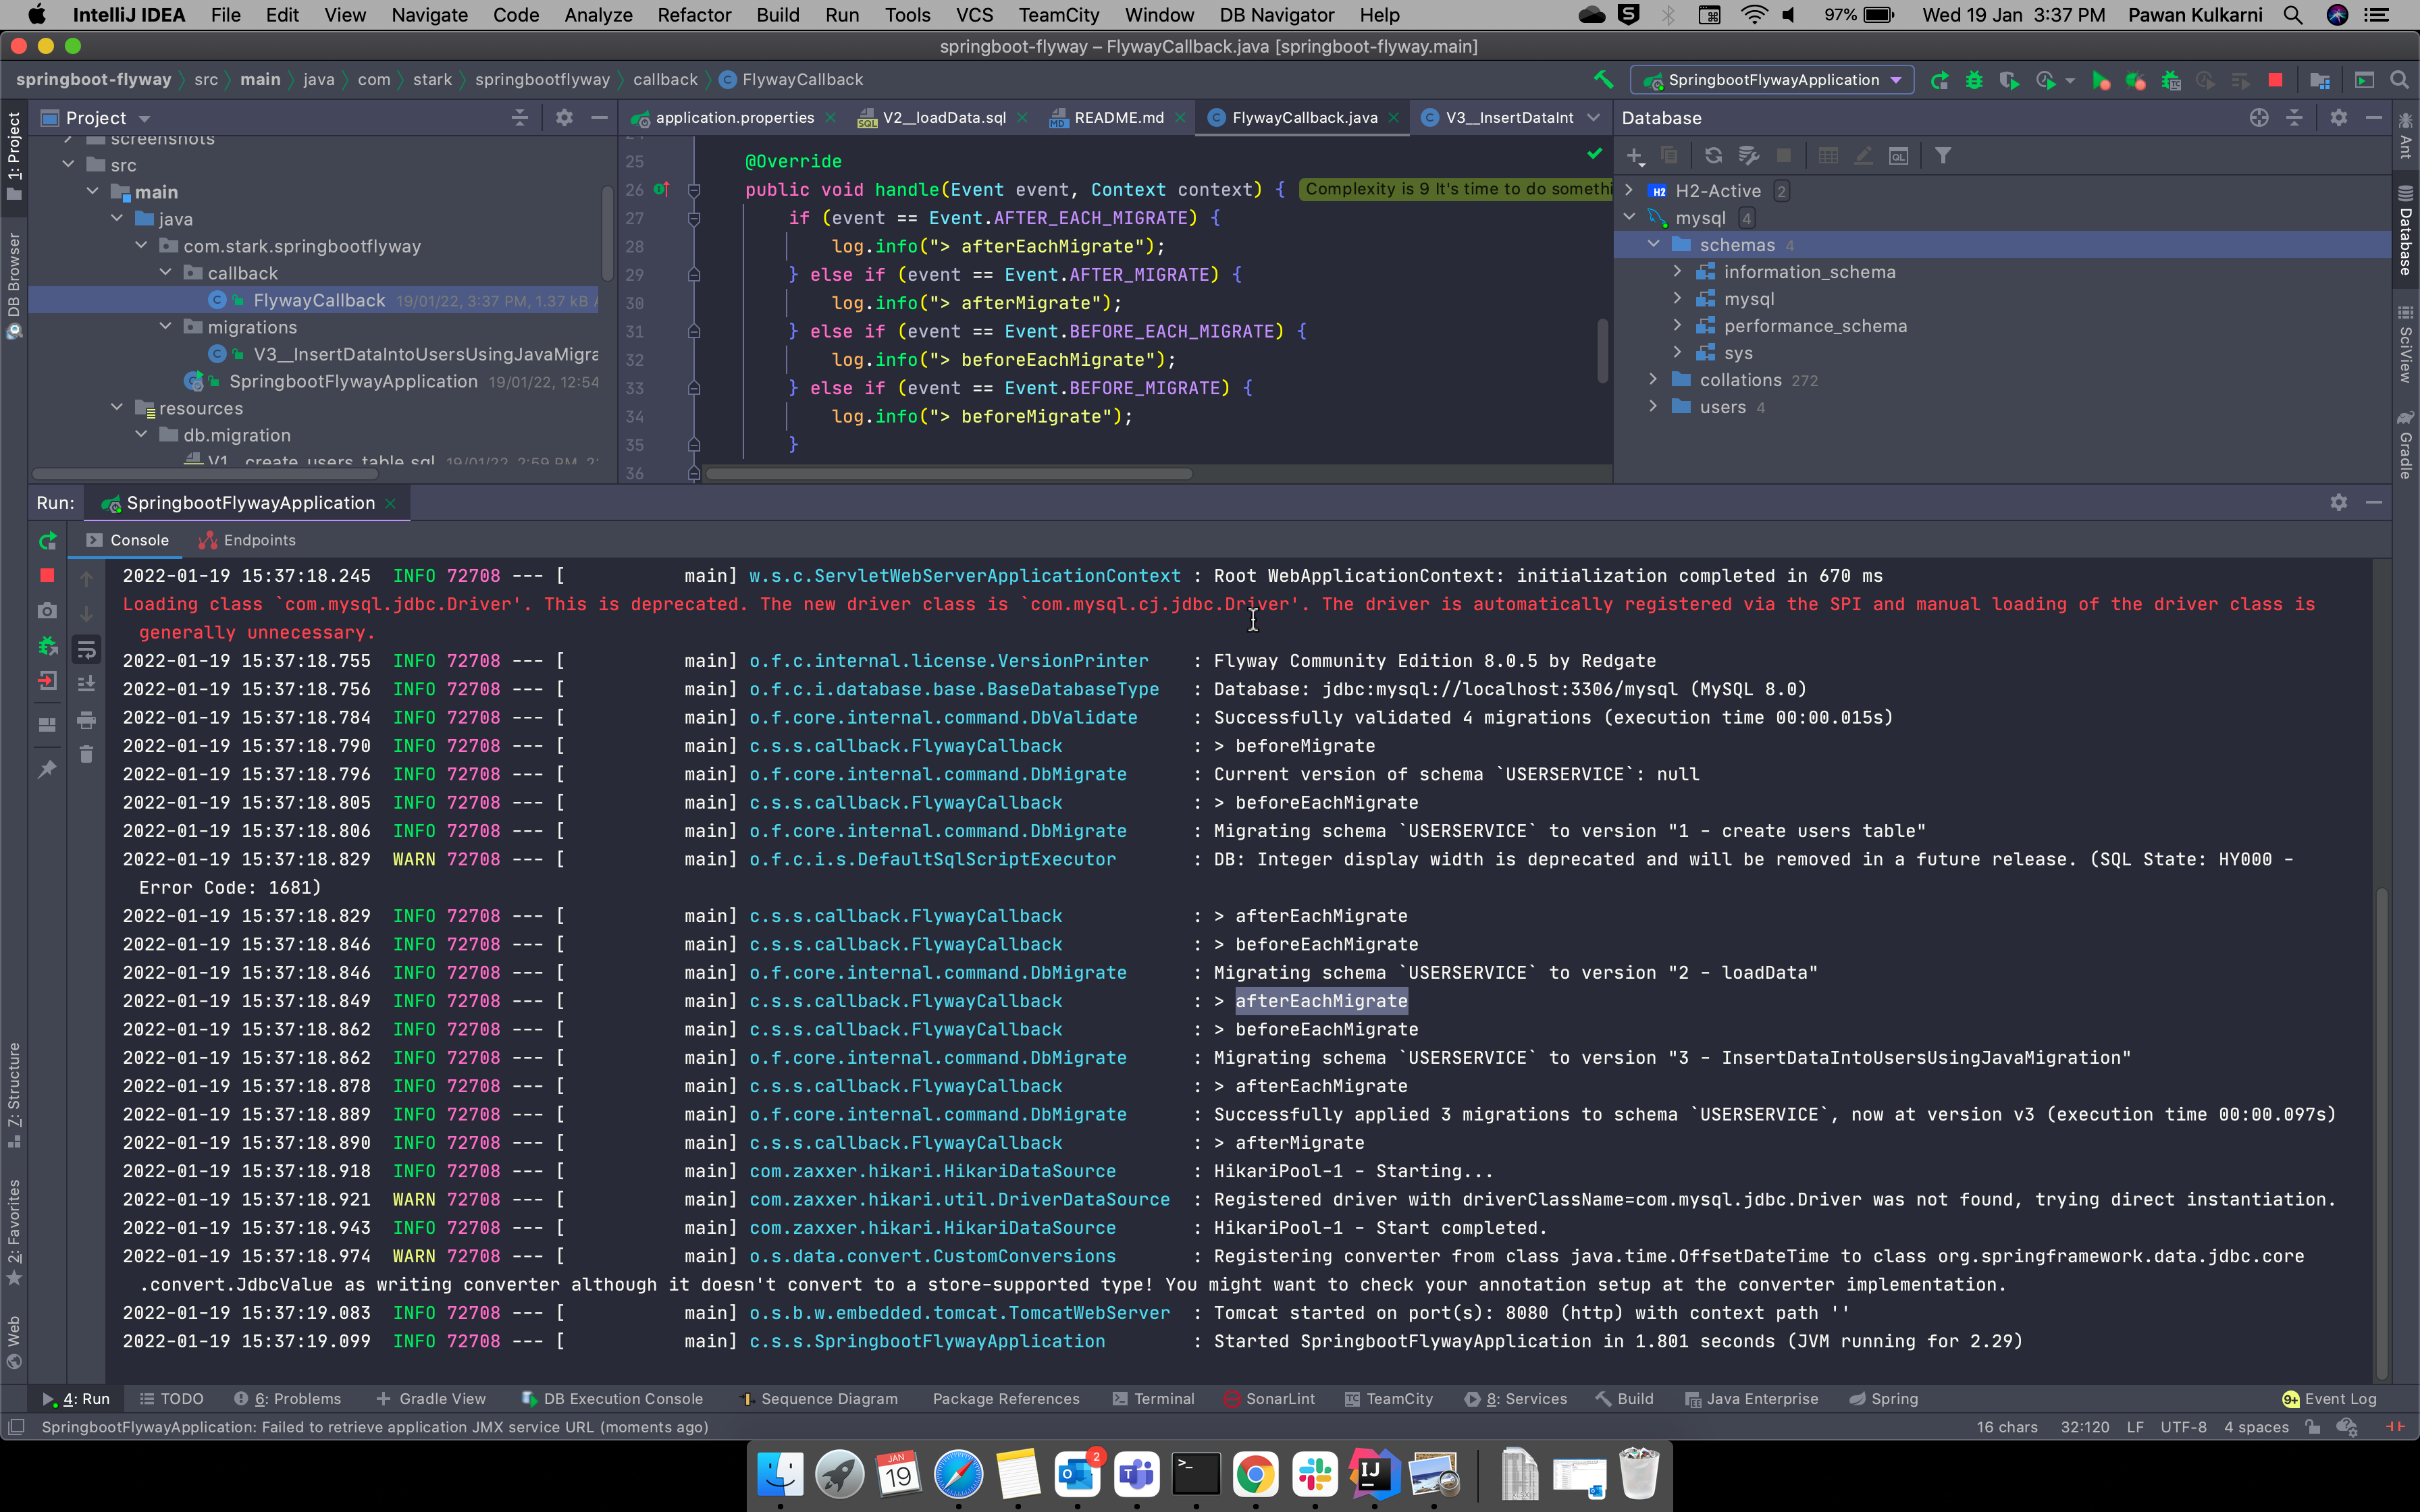 IntelliJ IDEA File Edit View Navigate Code Analyze Refactor Build Run Tools VCS TeamCity Window DB Navigator Help 97% Wed 19 Jan 3:37 PM Pawan Kulkarni
springboot-flyway – FlywayCallback.java [springboot-flyway.main]
springboot-flyway src main java com stark springbootflyway callback FlywayCallback
SpringbootFlywayApplication
Project
application.properties V2__loadData.sql README.md FlywayCallback.java V3__InsertDataInt
Database
1: Project
DB Browser
screenshots
src
main
java
com.stark.springbootflyway
callback
FlywayCallback 19/01/22, 3:37 PM, 1.37 kB
migrations
V3__InsertDataIntoUsersUsingJavaMigra
SpringbootFlywayApplication 19/01/22, 12:54
resources
db.migration
V1__create_users_table.sql 19/01/22, 2:59 PM, 2
25 @Override
26 public void handle(Event event, Context context) { Complexity is 9 It's time to do somethi
27 if (event == Event.AFTER_EACH_MIGRATE) {
28 log.info("> afterEachMigrate");
29 } else if (event == Event.AFTER_MIGRATE) {
30 log.info("> afterMigrate");
31 } else if (event == Event.BEFORE_EACH_MIGRATE) {
32 log.info("> beforeEachMigrate");
33 } else if (event == Event.BEFORE_MIGRATE) {
34 log.info("> beforeMigrate");
35 }
36
H2-Active 2
mysql 4
schemas 4
information_schema
mysql
performance_schema
sys
collations 272
users 4
Ant
Database
SciView
Gradle
Run: SpringbootFlywayApplication
Console Endpoints
2022-01-19 15:37:18.245 INFO 72708 --- [ main] w.s.c.ServletWebServerApplicationContext : Root WebApplicationContext: initialization completed in 670 ms
Loading class `com.mysql.jdbc.Driver'. This is deprecated. The new driver class is `com.mysql.cj.jdbc.Driver'. The driver is automatically registered via the SPI and manual loading of the driver class is
generally unnecessary.
2022-01-19 15:37:18.755 INFO 72708 --- [ main] o.f.c.internal.license.VersionPrinter : Flyway Community Edition 8.0.5 by Redgate
2022-01-19 15:37:18.756 INFO 72708 --- [ main] o.f.c.i.database.base.BaseDatabaseType : Database: jdbc:mysql://localhost:3306/mysql (MySQL 8.0)
2022-01-19 15:37:18.784 INFO 72708 --- [ main] o.f.core.internal.command.DbValidate : Successfully validated 4 migrations (execution time 00:00.015s)
2022-01-19 15:37:18.790 INFO 72708 --- [ main] c.s.s.callback.FlywayCallback : > beforeMigrate
2022-01-19 15:37:18.796 INFO 72708 --- [ main] o.f.core.internal.command.DbMigrate : Current version of schema `USERSERVICE`: null
2022-01-19 15:37:18.805 INFO 72708 --- [ main] c.s.s.callback.FlywayCallback : > beforeEachMigrate
2022-01-19 15:37:18.806 INFO 72708 --- [ main] o.f.core.internal.command.DbMigrate : Migrating schema `USERSERVICE` to version "1 - create users table"
2022-01-19 15:37:18.829 WARN 72708 --- [ main] o.f.c.i.s.DefaultSqlScriptExecutor : DB: Integer display width is deprecated and will be removed in a future release. (SQL State: HY000 -
Error Code: 1681)
2022-01-19 15:37:18.829 INFO 72708 --- [ main] c.s.s.callback.FlywayCallback : > afterEachMigrate
2022-01-19 15:37:18.846 INFO 72708 --- [ main] c.s.s.callback.FlywayCallback : > beforeEachMigrate
2022-01-19 15:37:18.846 INFO 72708 --- [ main] o.f.core.internal.command.DbMigrate : Migrating schema `USERSERVICE` to version "2 - loadData"
2022-01-19 15:37:18.849 INFO 72708 --- [ main] c.s.s.callback.FlywayCallback : > afterEachMigrate
2022-01-19 15:37:18.862 INFO 72708 --- [ main] c.s.s.callback.FlywayCallback : > beforeEachMigrate
2022-01-19 15:37:18.862 INFO 72708 --- [ main] o.f.core.internal.command.DbMigrate : Migrating schema `USERSERVICE` to version "3 - InsertDataIntoUsersUsingJavaMigration"
2022-01-19 15:37:18.878 INFO 72708 --- [ main] c.s.s.callback.FlywayCallback : > afterEachMigrate
2022-01-19 15:37:18.889 INFO 72708 --- [ main] o.f.core.internal.command.DbMigrate : Successfully applied 3 migrations to schema `USERSERVICE`, now at version v3 (execution time 00:00.097s)
2022-01-19 15:37:18.890 INFO 72708 --- [ main] c.s.s.callback.FlywayCallback : > afterMigrate
2022-01-19 15:37:18.918 INFO 72708 --- [ main] com.zaxxer.hikari.HikariDataSource : HikariPool-1 - Starting...
2022-01-19 15:37:18.921 WARN 72708 --- [ main] com.zaxxer.hikari.util.DriverDataSource : Registered driver with driverClassName=com.mysql.jdbc.Driver was not found, trying direct instantiation.
2022-01-19 15:37:18.943 INFO 72708 --- [ main] com.zaxxer.hikari.HikariDataSource : HikariPool-1 - Start completed.
2022-01-19 15:37:18.974 WARN 72708 --- [ main] o.s.data.convert.CustomConversions : Registering converter from class java.time.OffsetDateTime to class org.springframework.data.jdbc.core
.convert.JdbcValue as writing converter although it doesn't convert to a store-supported type! You might want to check your annotation setup at the converter implementation.
2022-01-19 15:37:19.083 INFO 72708 --- [ main] o.s.b.w.embedded.tomcat.TomcatWebServer : Tomcat started on port(s): 8080 (http) with context path ''
2022-01-19 15:37:19.099 INFO 72708 --- [ main] c.s.s.SpringbootFlywayApplication : Started SpringbootFlywayApplication in 1.801 seconds (JVM running for 2.29)
Z: Structure
2: Favorites
Web
4: Run TODO 6: Problems Gradle View DB Execution Console Sequence Diagram Package References Terminal SonarLint TeamCity 8: Services Build Java Enterprise Spring 9+ Event Log
SpringbootFlywayApplication: Failed to retrieve application JMX service URL (moments ago) 16 chars 32:120 LF UTF-8 4 spaces
JAN
19
2
IJ